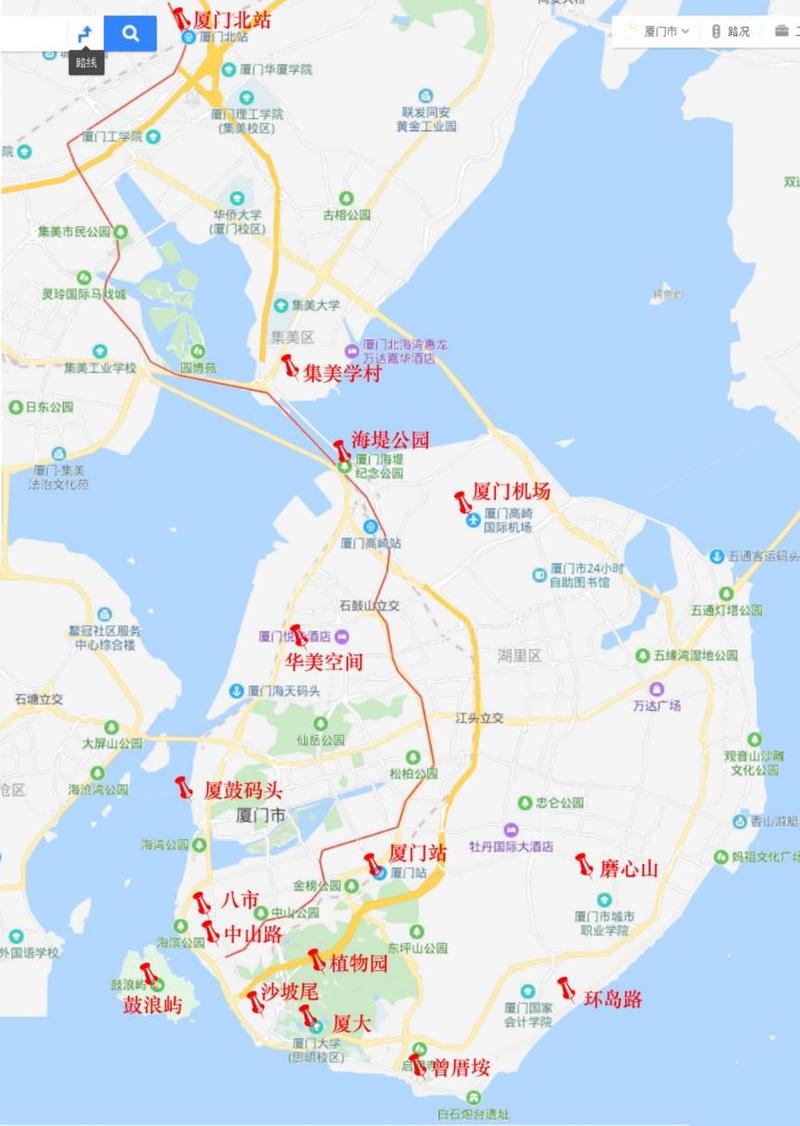 厦门北站
厦门北站
路线
厦门市
路况
厦门华厦学院
厦门理工学院
(集美校区)
联发同安
黄金工业园
厦门工学院
院
华侨大学
(厦门校区)
古榕公园
双
集美市民公园
灵玲国际马戏城
集美大学
鳄鱼屿
集美区
厦门北海湾惠龙
万达嘉华酒店
集美工业学校
园博苑
集美学村
日东公园
海堤公园
厦门海堤
纪念公园
厦门·集美
法治文化苑
厦门机场
厦门高崎
国际机场
厦门高崎站
五通客运码头
厦门市24小时
自助图书馆
五通灯塔公园
石鼓山立交
鳌冠社区服务
中心综合楼
厦门悦华酒店
华美空间
湖里区
五缘湾湿地公园
厦门海天码头
石塘立交
万达广场
江头立交
仙岳公园
大屏山公园
观音山沙雕
文化公园
松柏公园
沧区
海沧湾公园
厦鼓码头
厦门市
忠仑公园
香山游艇
牡丹国际大酒店
海湾公园
厦门站
厦门站
妈祖文化广场
磨心山
金榜公园
八市
中山公园
厦门市城市
职业学院
中山路
海滨公园
东坪山公园
外国语学校
植物园
鼓浪屿
鼓浪屿
沙坡尾
环岛路
厦门国家
会计学院
厦大
厦门大学
(思明校区)
曾厝垵
白石炮台遗址